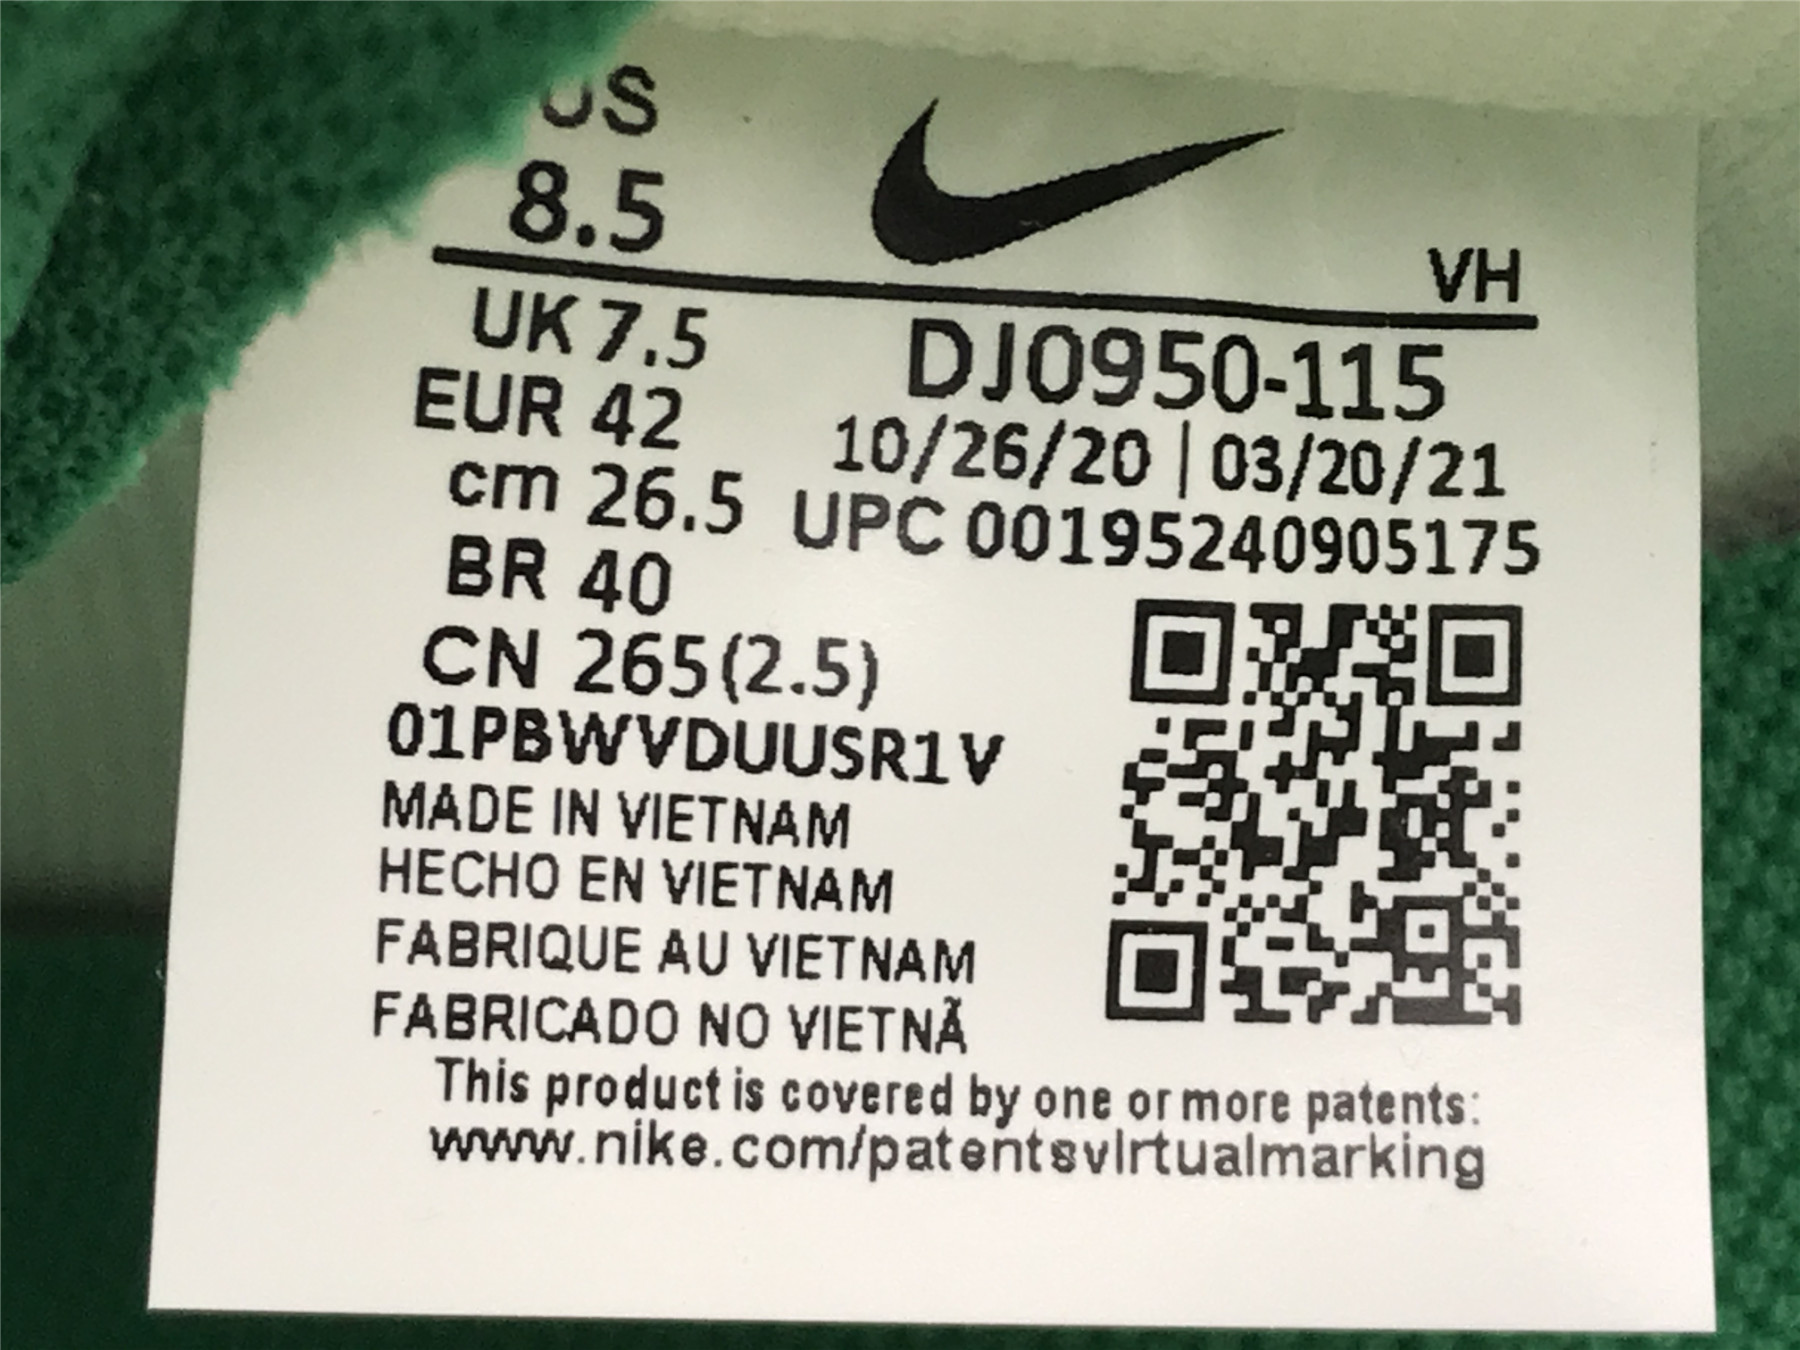 US
8.5
VH
UK 7.5
EUR 42
cm 26.5
BR 40
CN 265(2.5)
DJ0950-115
10/26/20 | 03/20/21
UPC 00195240905175
01PBWVDUUSR1V
MADE IN VIETNAM
HECHO EN VIETNAM
FABRIQUE AU VIETNAM
FABRICADO NO VIETNÃ
This product is covered by one or more patents:
www.nike.com/patentsvirtualmarking